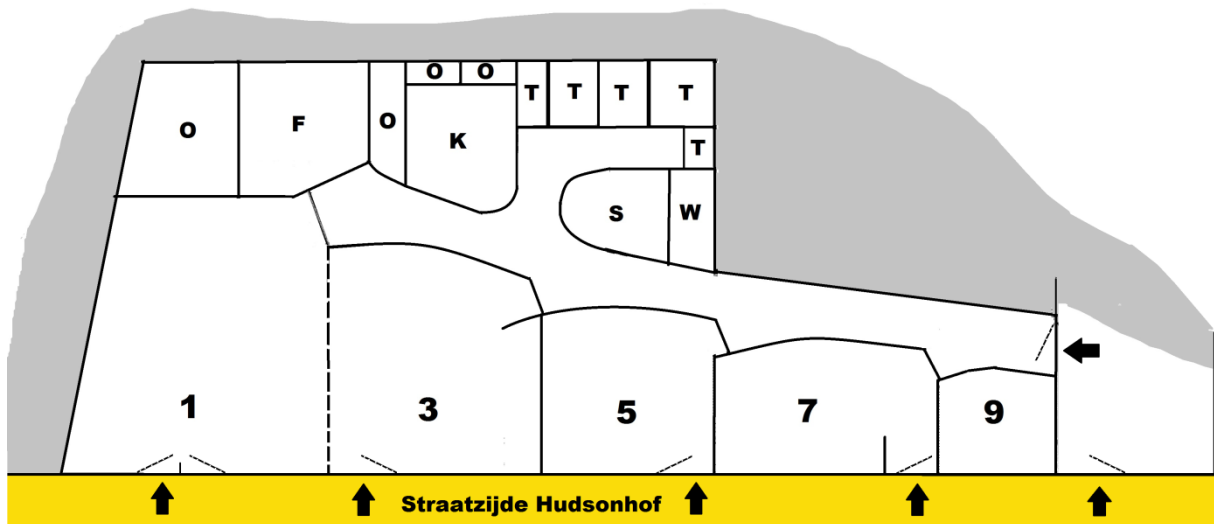 O O
T T T T
O F O K
T
S W
1 3 5 7 9
Straatzijde Hudsonhof